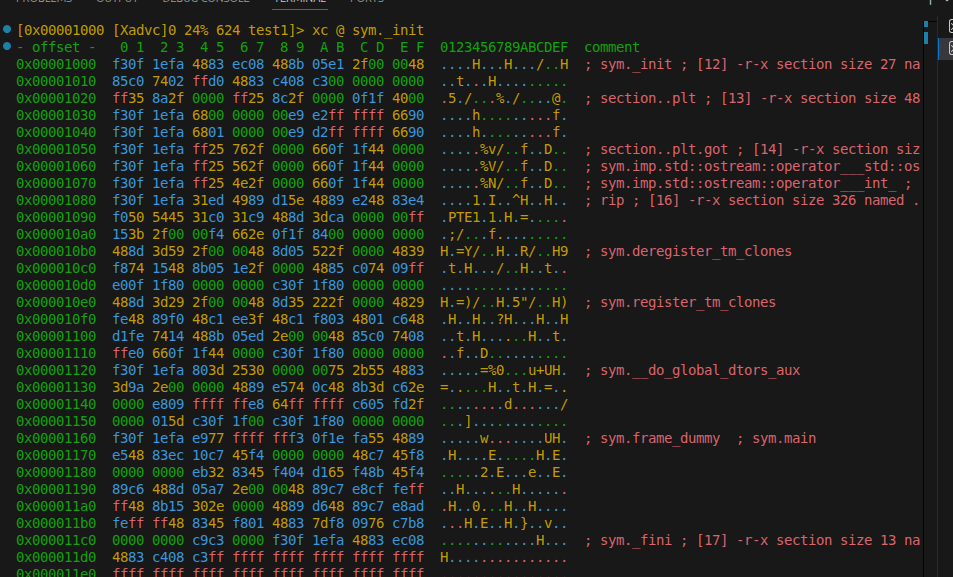 PROBLEMS OUTPUT DEBUG CONSOLE TERMINAL PORTS
[0x00001000 [Xadvc]0 24% 624 test1]> xc @ sym._init
- offset -   0 1  2 3  4 5  6 7  8 9  A B  C D  E F  0123456789ABCDEF  comment
0x00001000  f30f 1efa 4883 ec08 488b 05e1 2f00 0048  ....H...H.../..H  ; sym._init ; [12] -r-x section size 27 na
0x00001010  85c0 7402 ffd0 4883 c408 c300 0000 0000  ..t...H.........
0x00001020  ff35 8a2f 0000 ff25 8c2f 0000 0f1f 4000  .5./...%./....@.  ; section..plt ; [13] -r-x section size 48
0x00001030  f30f 1efa 6800 0000 00e9 e2ff ffff 6690  ....h.........f.
0x00001040  f30f 1efa 6801 0000 00e9 d2ff ffff 6690  ....h.........f.
0x00001050  f30f 1efa ff25 762f 0000 660f 1f44 0000  .....%v/..f..D..  ; section..plt.got ; [14] -r-x section siz
0x00001060  f30f 1efa ff25 562f 0000 660f 1f44 0000  .....%V/..f..D..  ; sym.imp.std::ostream::operator___std::os
0x00001070  f30f 1efa ff25 4e2f 0000 660f 1f44 0000  .....%N/..f..D..  ; sym.imp.std::ostream::operator___int_ ;
0x00001080  f30f 1efa 31ed 4989 d15e 4889 e248 83e4  ....1.I..^H..H..  ; rip ; [16] -r-x section size 326 named .
0x00001090  f050 5445 31c0 31c9 488d 3dca 0000 00ff  .PTE1.1.H.=.....
0x000010a0  153b 2f00 00f4 662e 0f1f 8400 0000 0000  .;/...f.........
0x000010b0  488d 3d59 2f00 0048 8d05 522f 0000 4839  H.=Y/..H..R/..H9  ; sym.deregister_tm_clones
0x000010c0  f874 1548 8b05 1e2f 0000 4885 c074 09ff  .t.H.../..H..t..
0x000010d0  e00f 1f80 0000 0000 c30f 1f80 0000 0000  ................
0x000010e0  488d 3d29 2f00 0048 8d35 222f 0000 4829  H.=)/..H.5"/..H)  ; sym.register_tm_clones
0x000010f0  fe48 89f0 48c1 ee3f 48c1 f803 4801 c648  .H..H..?H...H..H
0x00001100  d1fe 7414 488b 05ed 2e00 0048 85c0 7408  ..t.H......H..t.
0x00001110  ffe0 660f 1f44 0000 c30f 1f80 0000 0000  ..f..D..........
0x00001120  f30f 1efa 803d 2530 0000 0075 2b55 4883  .....=%0...u+UH.  ; sym.__do_global_dtors_aux
0x00001130  3d9a 2e00 0000 4889 e574 0c48 8b3d c62e  =.....H..t.H.=..
0x00001140  0000 e809 ffff ffe8 64ff ffff c605 fd2f  ........d....../
0x00001150  0000 015d c30f 1f00 c30f 1f80 0000 0000  ...]............
0x00001160  f30f 1efa e977 ffff fff3 0f1e fa55 4889  .....w.......UH.  ; sym.frame_dummy  ; sym.main
0x00001170  e548 83ec 10c7 45f4 0000 0000 48c7 45f8  .H....E.....H.E.
0x00001180  0000 0000 eb32 8345 f404 d165 f48b 45f4  .....2.E...e..E.
0x00001190  89c6 488d 05a7 2e00 0048 89c7 e8cf feff  ..H......H......
0x000011a0  ff48 8b15 302e 0000 4889 d648 89c7 e8ad  .H..0...H..H....
0x000011b0  feff ff48 8345 f801 4883 7df8 0976 c7b8  ...H.E..H.}..v..
0x000011c0  0000 0000 c9c3 0000 f30f 1efa 4883 ec08  ............H...  ; sym._fini ; [17] -r-x section size 13 na
0x000011d0  4883 c408 c3ff ffff ffff ffff ffff ffff  H...............
0x000011e0  ffff ffff ffff ffff ffff ffff ffff ffff